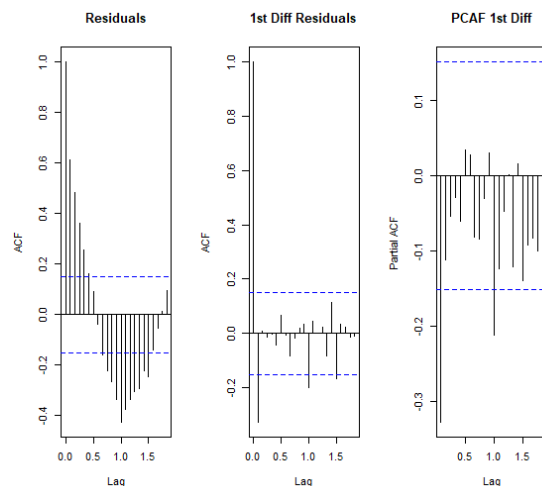 Residuals
1st Diff Residuals
PCAF 1st Diff
ACF
1.0
0.8
0.6
0.4
0.2
0.0
-0.2
-0.4
0.0 0.5 1.0 1.5
Lag
ACF
1.0
0.8
0.6
0.4
0.2
0.0
-0.2
0.0 0.5 1.0 1.5
Lag
Partial ACF
0.1
0.0
-0.1
-0.2
-0.3
0.5 1.0 1.5
Lag